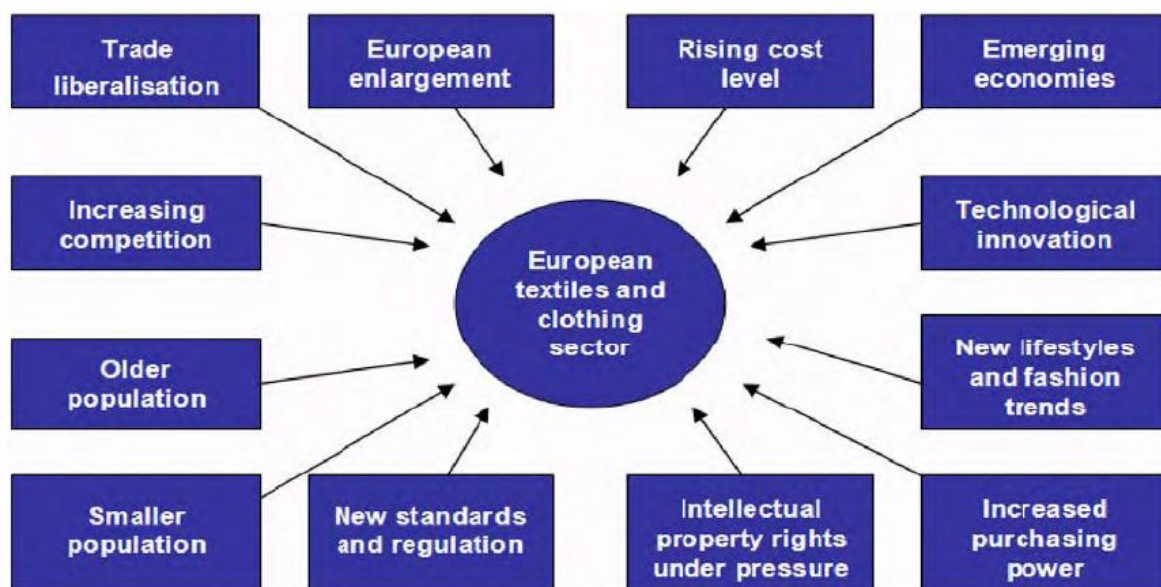 Trade
liberalisation
European
enlargement
Rising cost
level
Emerging
economies
Increasing
competition
Technological
innovation
European
textiles and
clothing
sector
Older
population
New lifestyles
and fashion
trends
Smaller
population
New standards
and regulation
Intellectual
property rights
under pressure
Increased
purchasing
power